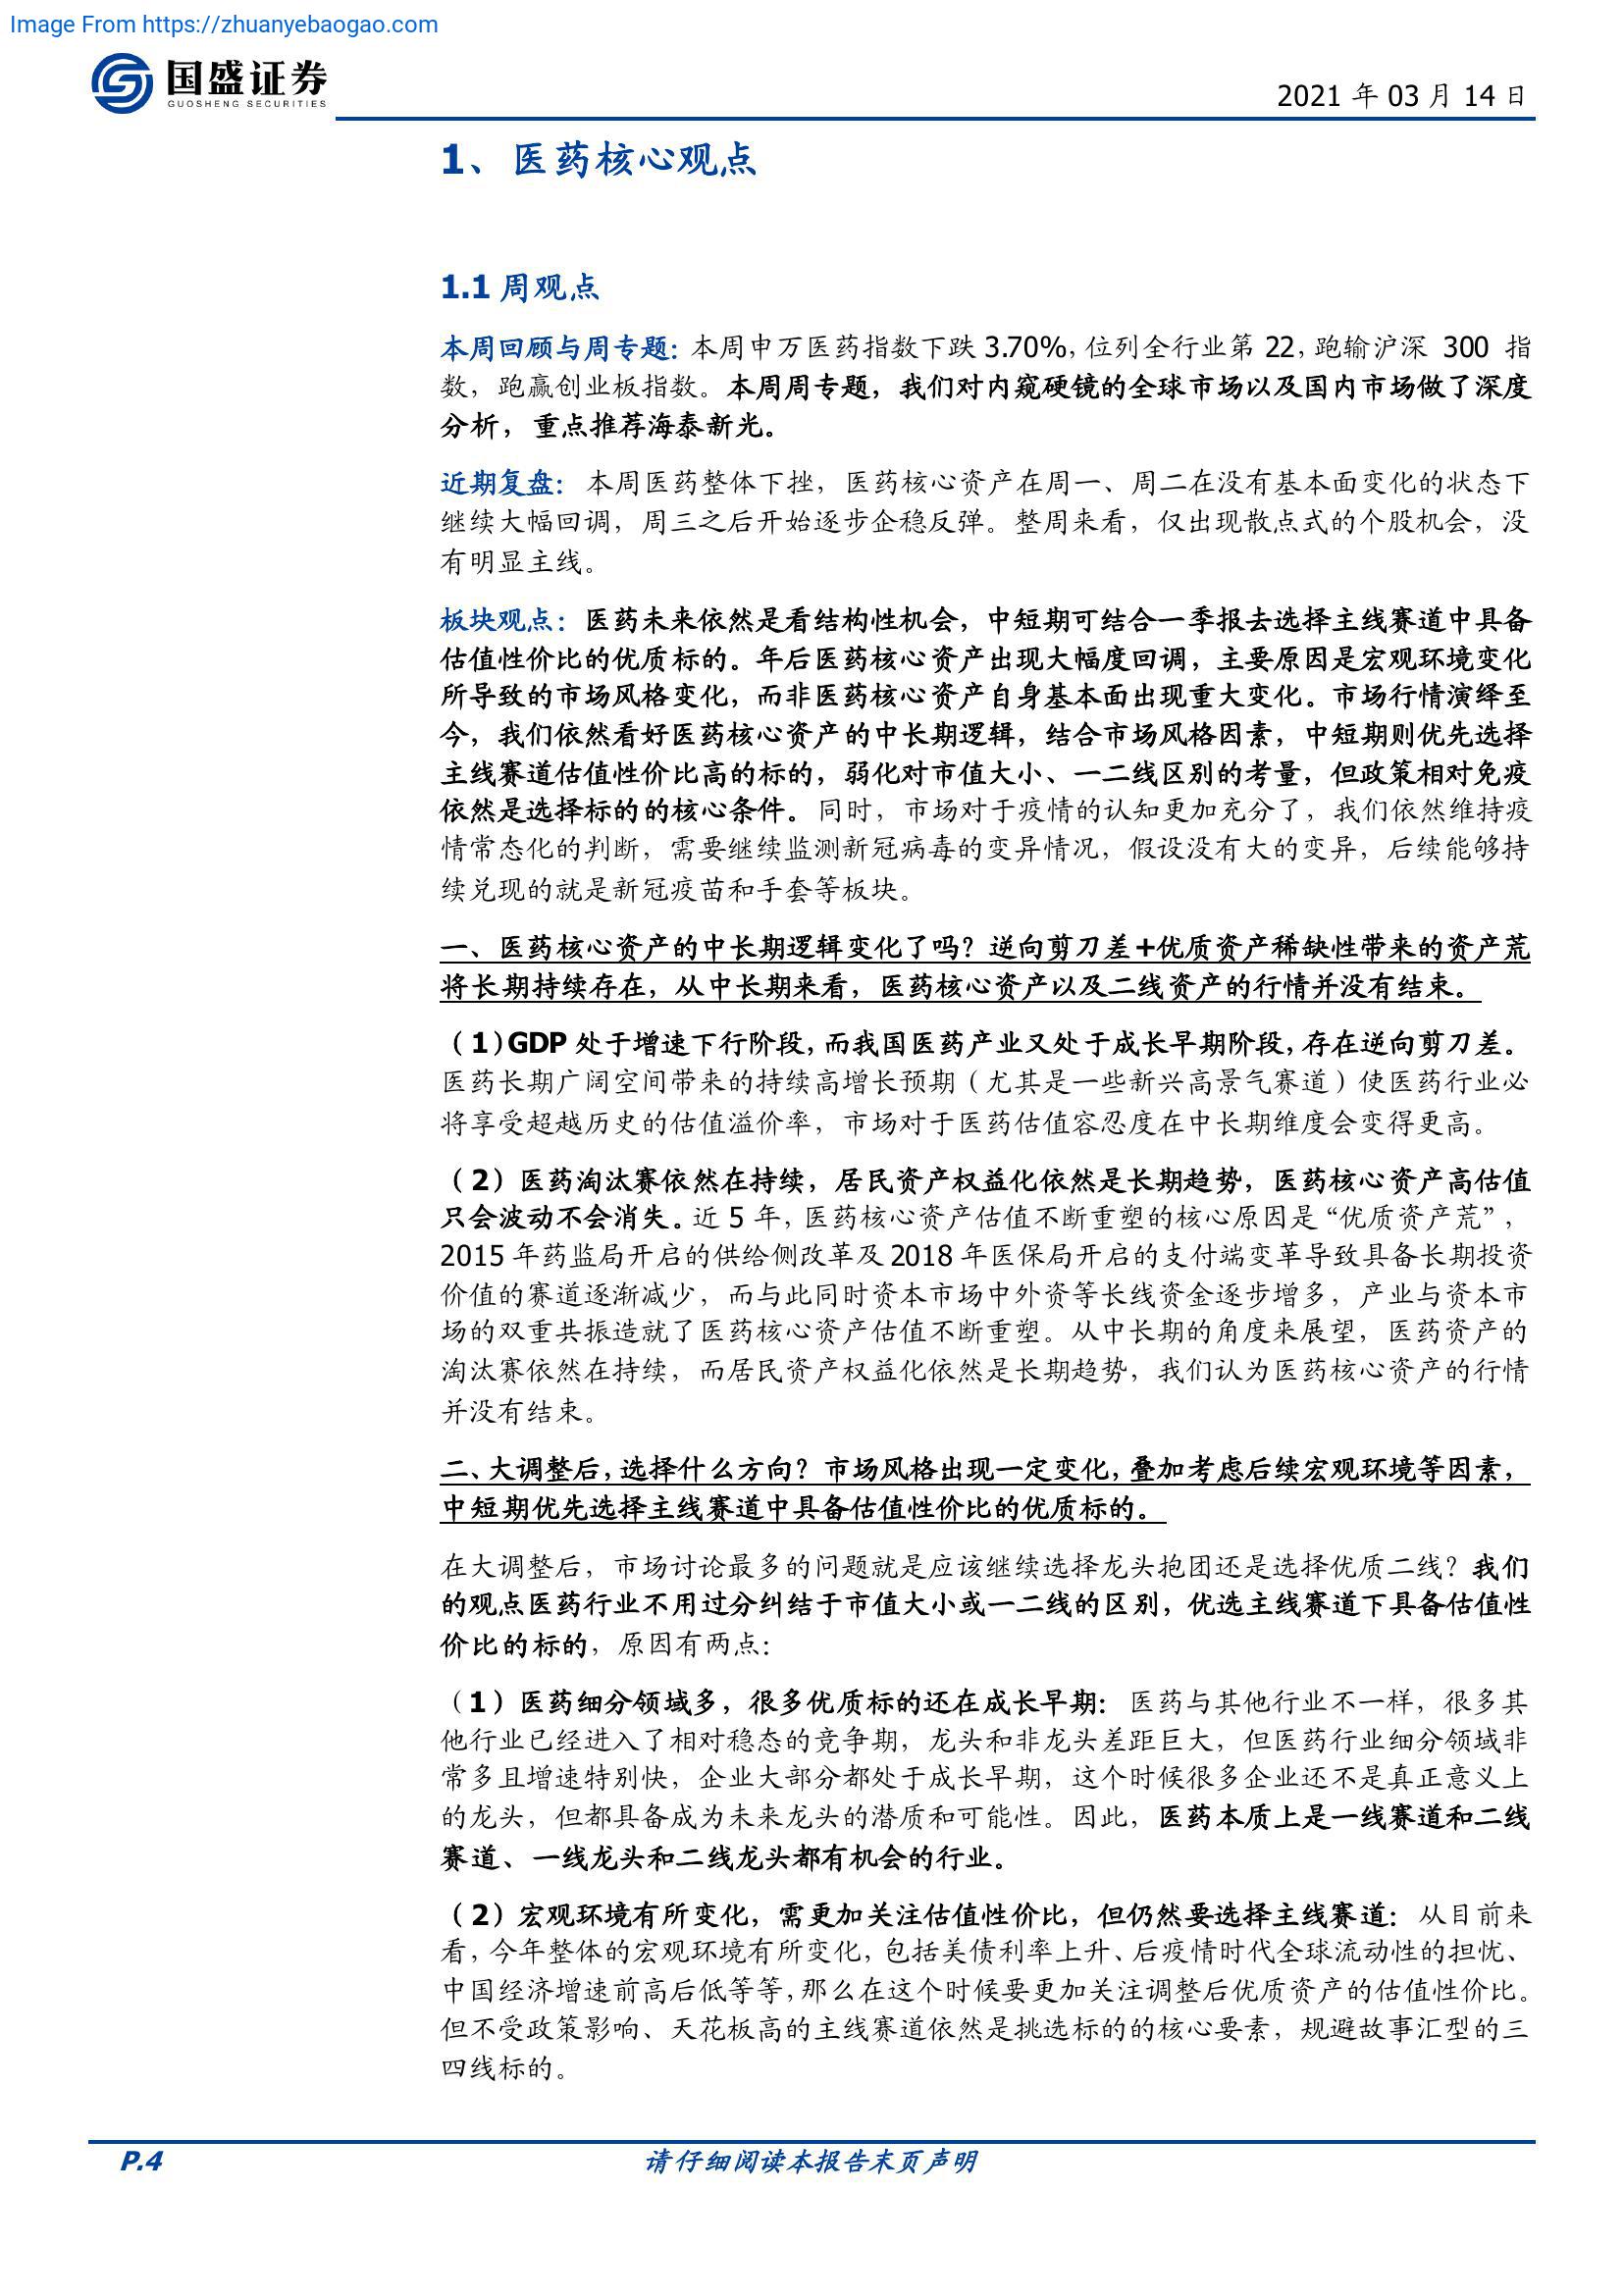 Image From https://zhuanyebaogao.com
国盛证券
GUOSHENG SECURITIES
2021 年 03 月 14 日
1、医药核心观点
1.1 周观点
本周回顾与周专题：本周申万医药指数下跌 3.70%，位列全行业第 22，跑输沪深 300 指
数，跑赢创业板指数。本周周专题，我们对内窥硬镜的全球市场以及国内市场做了深度
分析，重点推荐海泰新光。
近期复盘：本周医药整体下挫，医药核心资产在周一、周二在没有基本面变化的状态下
继续大幅回调，周三之后开始逐步企稳反弹。整周来看，仅出现散点式的个股机会，没
有明显主线。
板块观点：医药未来依然是看结构性机会，中短期可结合一季报去选择主线赛道中具备
估值性价比的优质标的。年后医药核心资产出现大幅度回调，主要原因是宏观环境变化
所导致的市场风格变化，而非医药核心资产自身基本面出现重大变化。市场行情演绎至
今，我们依然看好医药核心资产的中长期逻辑，结合市场风格因素，中短期则优先选择
主线赛道估值性价比高的标的，弱化对市值大小、一二线区别的考量，但政策相对免疫
依然是选择标的的核心条件。同时，市场对于疫情的认知更加充分了，我们依然维持疫
情常态化的判断，需要继续监测新冠病毒的变异情况，假设没有大的变异，后续能够持
续兑现的就是新冠疫苗和手套等板块。
一、医药核心资产的中长期逻辑变化了吗？逆向剪刀差+优质资产稀缺性带来的资产荒
将长期持续存在，从中长期来看，医药核心资产以及二线资产的行情并没有结束。
（1）GDP 处于增速下行阶段，而我国医药产业又处于成长早期阶段，存在逆向剪刀差。
医药长期广阔空间带来的持续高增长预期（尤其是一些新兴高景气赛道）使医药行业必
将享受超越历史的估值溢价率，市场对于医药估值容忍度在中长期维度会变得更高。
（2）医药淘汰赛依然在持续，居民资产权益化依然是长期趋势，医药核心资产高估值
只会波动不会消失。近 5 年，医药核心资产估值不断重塑的核心原因是“优质资产荒”，
2015 年药监局开启的供给侧改革及 2018 年医保局开启的支付端变革导致具备长期投资
价值的赛道逐渐减少，而与此同时资本市场中外资等长线资金逐步增多，产业与资本市
场的双重共振造就了医药核心资产估值不断重塑。从中长期的角度来展望，医药资产的
淘汰赛依然在持续，而居民资产权益化依然是长期趋势，我们认为医药核心资产的行情
并没有结束。
二、大调整后，选择什么方向？市场风格出现一定变化，叠加考虑后续宏观环境等因素，
中短期优先选择主线赛道中具备估值性价比的优质标的。
在大调整后，市场讨论最多的问题就是应该继续选择龙头抱团还是选择优质二线？我们
的观点医药行业不用过分纠结于市值大小或一二线的区别，优选主线赛道下具备估值性
价比的标的，原因有两点：
（1）医药细分领域多，很多优质标的还在成长早期：医药与其他行业不一样，很多其
他行业已经进入了相对稳态的竞争期，龙头和非龙头差距巨大，但医药行业细分领域非
常多且增速特别快，企业大部分都处于成长早期，这个时候很多企业还不是真正意义上
的龙头，但都具备成为未来龙头的潜质和可能性。因此，医药本质上是一线赛道和二线
赛道、一线龙头和二线龙头都有机会的行业。
（2）宏观环境有所变化，需更加关注估值性价比，但仍然要选择主线赛道：从目前来
看，今年整体的宏观环境有所变化，包括美债利率上升、后疫情时代全球流动性的担忧、
中国经济增速前高后低等等，那么在这个时候要更加关注调整后优质资产的估值性价比。
但不受政策影响、天花板高的主线赛道依然是挑选标的的核心要素，规避故事汇型的三
四线标的。
P.4
请仔细阅读本报告末页声明